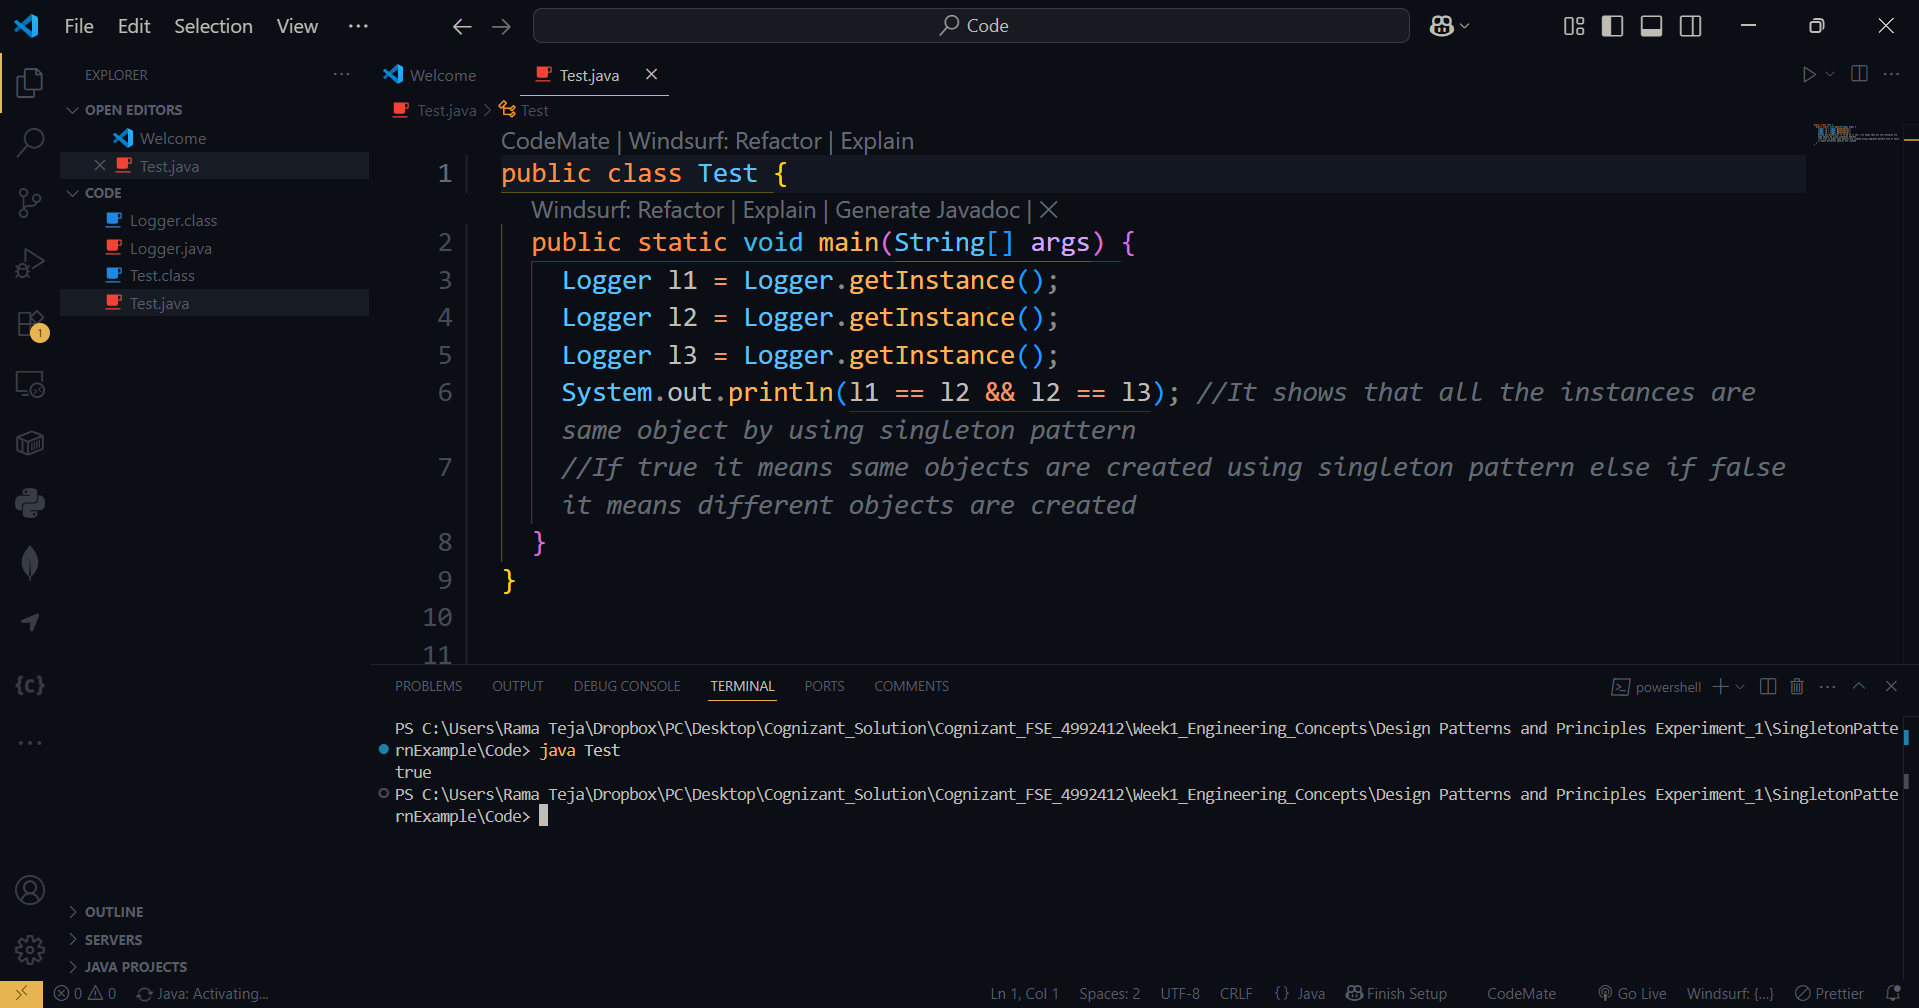 File Edit Selection View ···
Code
EXPLORER ···
OPEN EDITORS
Welcome
Test.java
CODE
Logger.class
Logger.java
Test.class
Test.java
1
OUTLINE
SERVERS
JAVA PROJECTS
Welcome Test.java
Test.java > Test
CodeMate | Windsurf: Refactor | Explain
1 public class Test {
Windsurf: Refactor | Explain | Generate Javadoc | X
2 public static void main(String[] args) {
3 Logger l1 = Logger.getInstance();
4 Logger l2 = Logger.getInstance();
5 Logger l3 = Logger.getInstance();
6 System.out.println(l1 == l2 && l2 == l3); //It shows that all the instances are
same object by using singleton pattern
7 //If true it means same objects are created using singleton pattern else if false
it means different objects are created
8 }
9 }
10
11
PROBLEMS OUTPUT DEBUG CONSOLE TERMINAL PORTS COMMENTS powershell
PS C:\Users\Rama Teja\Dropbox\PC\Desktop\Cognizant_Solution\Cognizant_FSE_4992412\Week1_Engineering_Concepts\Design Patterns and Principles Experiment_1\SingletonPatte
rnExample\Code> java Test
true
PS C:\Users\Rama Teja\Dropbox\PC\Desktop\Cognizant_Solution\Cognizant_FSE_4992412\Week1_Engineering_Concepts\Design Patterns and Principles Experiment_1\SingletonPatte
rnExample\Code>
0 0 Java: Activating... Ln 1, Col 1 Spaces: 2 UTF-8 CRLF {} Java Finish Setup CodeMate Go Live Windsurf: {...} Prettier